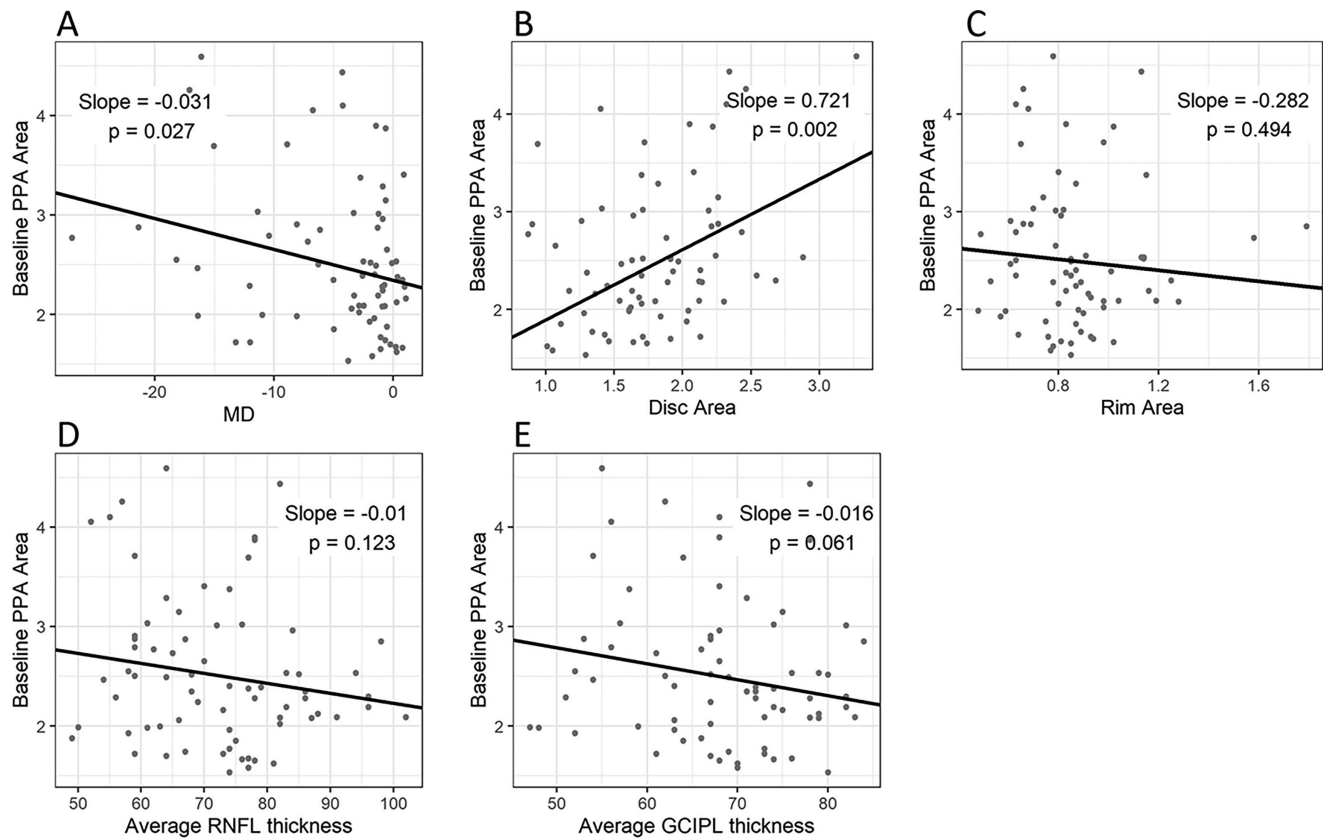 A
Baseline PPA Area
4
3
2
Slope = -0.031
p = 0.027
-20
-10
0
MD
B
Baseline PPA Area
4
3
2
Slope = 0.721
p = 0.002
1.0
1.5
2.0
2.5
3.0
Disc Area
C
Baseline PPA Area
4
3
2
Slope = -0.282
p = 0.494
0.8
1.2
1.6
Rim Area
D
Baseline PPA Area
4
3
2
Slope = -0.01
p = 0.123
50
60
70
80
90
100
Average RNFL thickness
E
Baseline PPA Area
4
3
2
Slope = -0.016
p = 0.061
50
60
70
80
Average GCIPL thickness